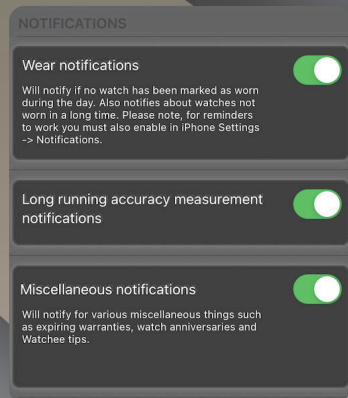 NOTIFICATIONS
Wear notifications
Will notify if no watch has been marked as worn
during the day. Also notifies about watches not
worn in a long time. Please note, for reminders
to work you must also enable in iPhone Settings
-> Notifications.
Long running accuracy measurement
notifications
Miscellaneous notifications
Will notify for various miscellaneous things such
as expiring warranties, watch anniversaries and
Watchee tips.